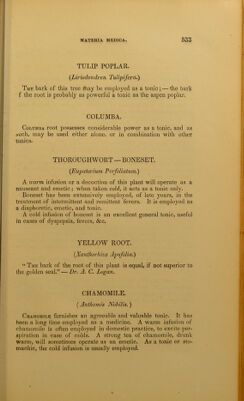 MATERIA MEDICA. 533
TULIP POPLAR.
(Liriodendron Tulipifera.)
The bark of this tree may be employed as a tonic; — the bark
f the root is probably as powerful a tonic as the aspen poplar.
COLUMBA.
Columba root possesses considerable power as a tonic, and as
such, may be used either alone, or in combination with other
tonics.
THOROUGHWORT — BONESET.
(Eupatorium Perfoliatum.)
A warm infusion or a decoction of this plant will operate as a
nauseant and emetic; when taken cold, it acts as a tonic only.
Boneset has been extensively employed, of late years, in the
treatment of intermittent and remittent fevers. It is employed as
a diaphoretic, emetic, and tonic.
A cold infusion of boneset is an excellent general tonic, useful
in cases of dyspepsia, fevers, &c.
YELLOW ROOT.
(Xanthorhiza Apofolia.)
" The bark of the root of this plant is equal, if not superior to
the golden seal." — Dr. A. C. Logan.
CHAMOMILE.
(Anthemis Nobilis.)
Chamomile furnishes an agreeable and valuable tonic. It has
been a long time employed as a medicine. A warm infusion of
chamomile is often employed in domestic practice, to excite per-
spiration in case of colds. A strong tea of chamomile, drunk
warm, will sometimes operate as an emetic. As a tonic or sto-
machic, the cold infusion is usually employed.